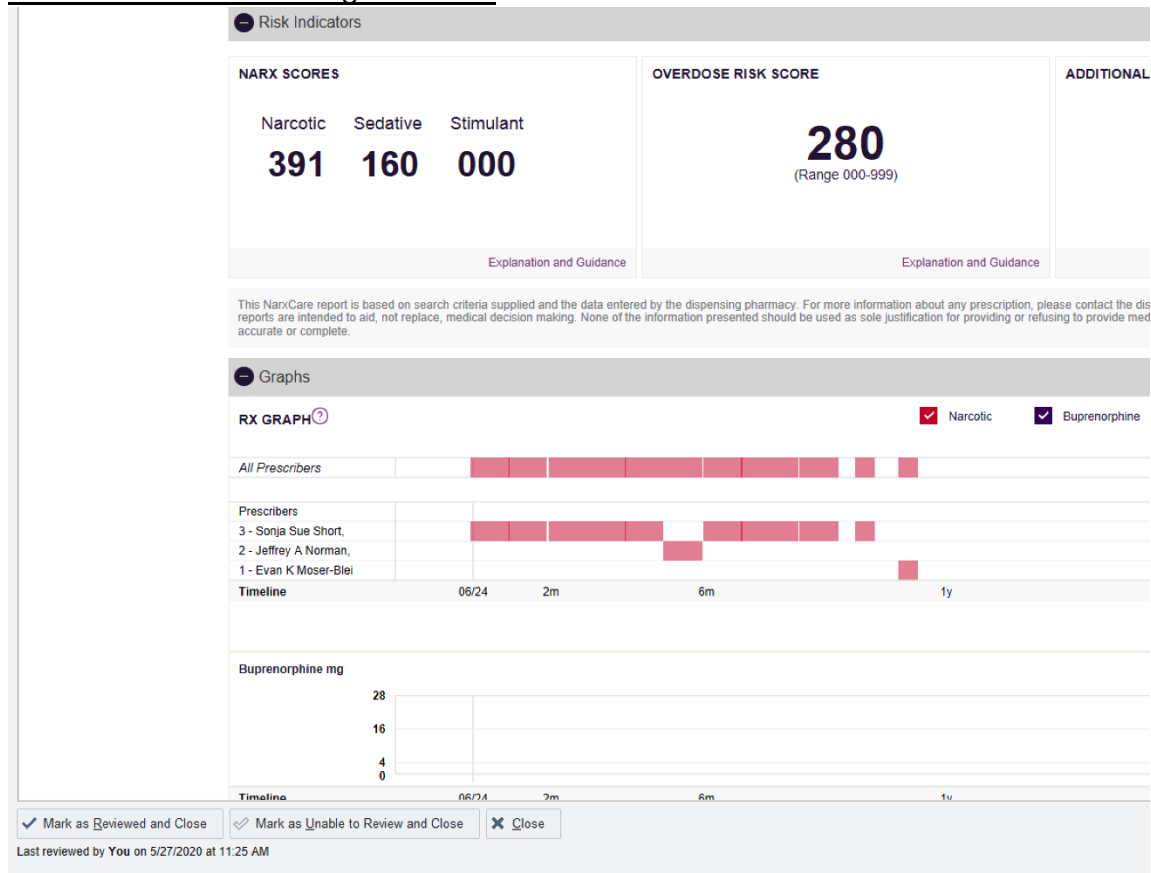 Risk Indicators
NARX SCORES
Narcotic Sedative Stimulant
391 160 000
Explanation and Guidance
OVERDOSE RISK SCORE
280
(Range 000-999)
Explanation and Guidance
ADDITIONAL
This NarxCare report is based on search criteria supplied and the data entered by the dispensing pharmacy. For more information about any prescription, please contact the dis
reports are intended to aid, not replace, medical decision making. None of the information presented should be used as sole justification for providing or refusing to provide med
accurate or complete.
Graphs
RX GRAPH ?
Narcotic Buprenorphine
All Prescribers
Prescribers
3 - Sonja Sue Short,
2 - Jeffrey A Norman,
1 - Evan K Moser-Blei
Timeline 06/24 2m 6m 1y
Buprenorphine mg
28
16
4
0
Timeline 06/24 2m 6m 1y
Mark as Reviewed and Close Mark as Unable to Review and Close Close
Last reviewed by You on 5/27/2020 at 11:25 AM